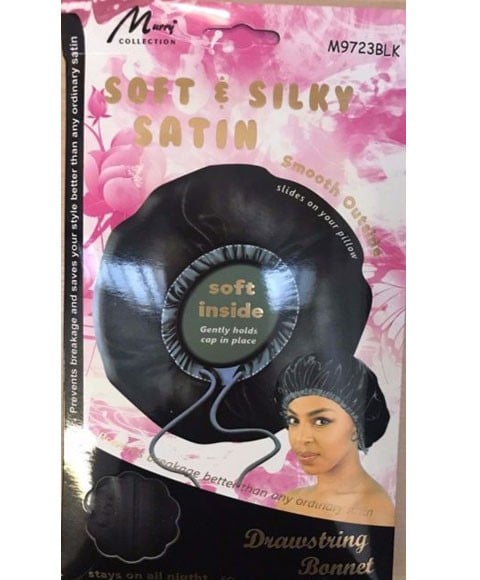 Murri
COLLECTION
M9723BLK
SOFT & SILKY
SATIN
Smooth Outside
slides on your pillow
Prevents breakage and saves your style better than any ordinary satin
soft
inside
Gently holds
cap in place
breakage better than any ordinary satin
Drawstring
Bonnet
stays on all night